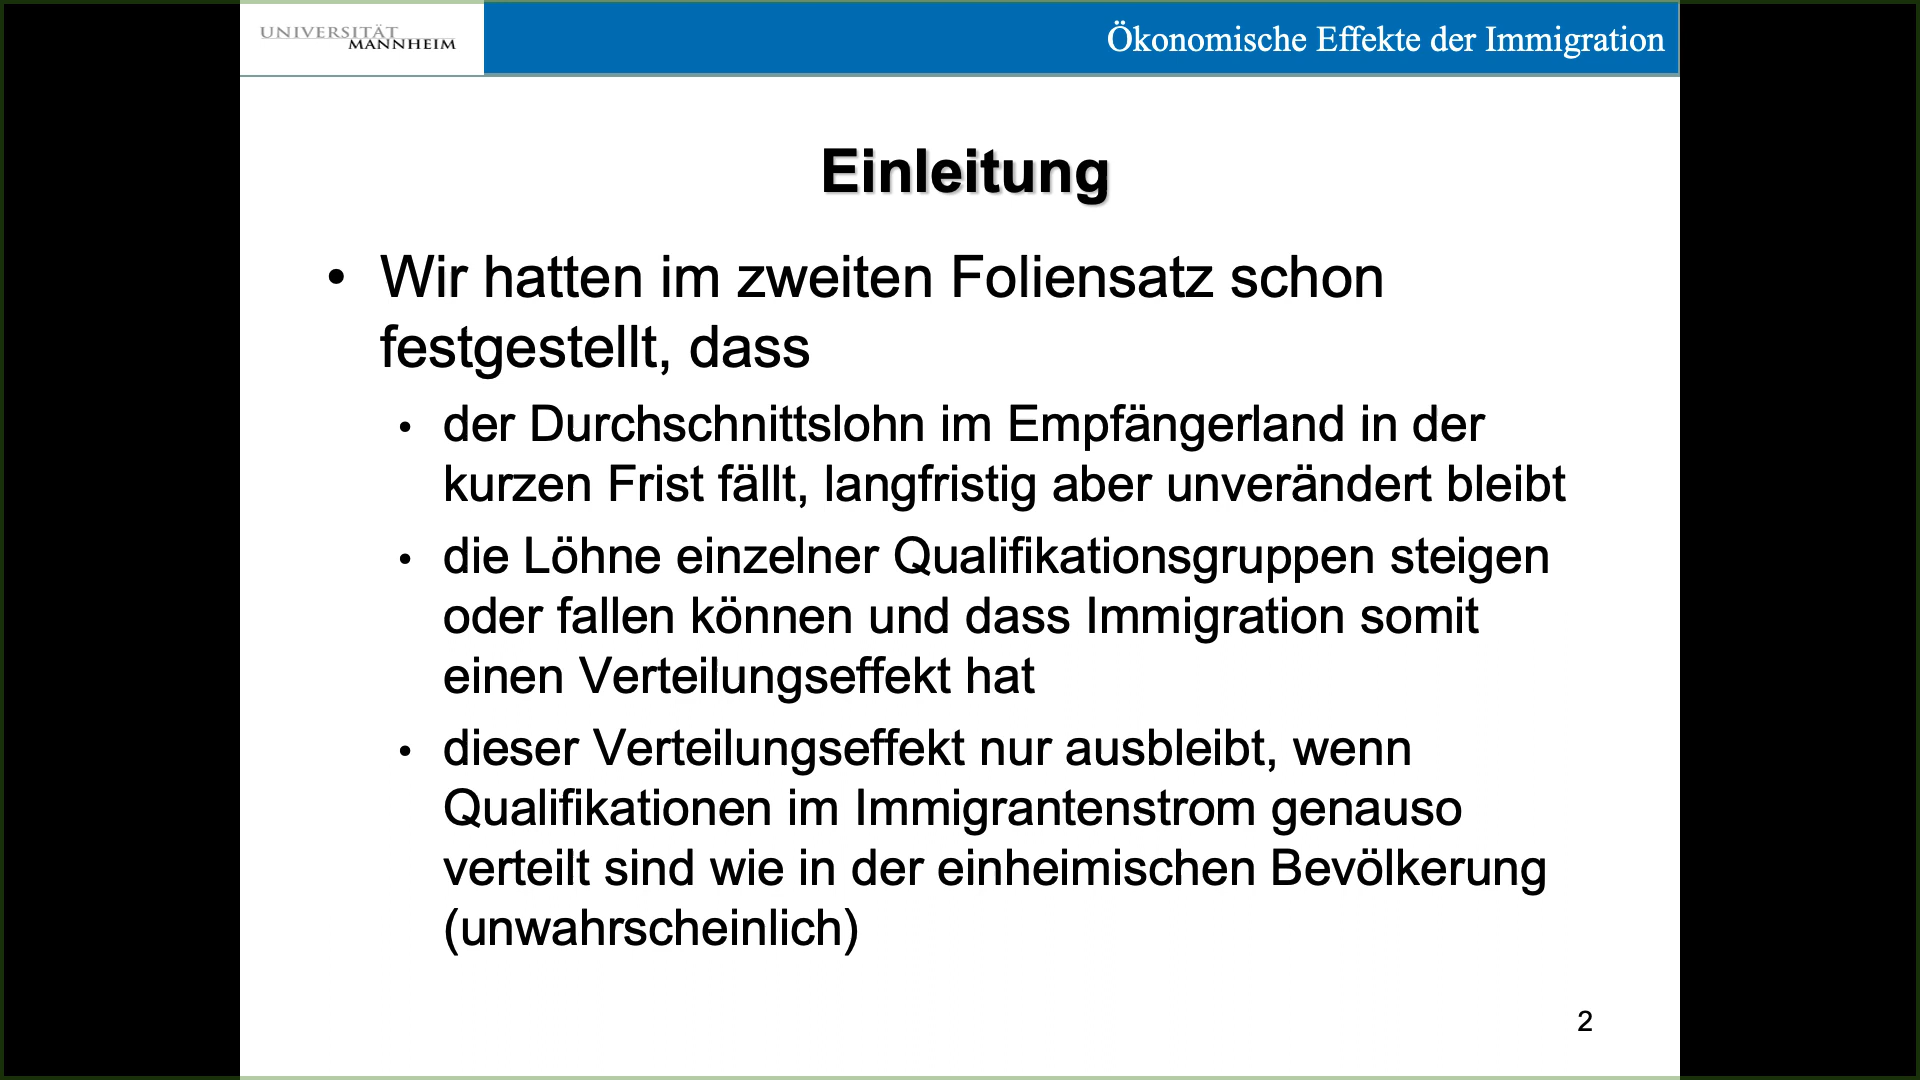 UNIVERSITÄT
MANNHEIM
Ökonomische Effekte der Immigration
Einleitung
• Wir hatten im zweiten Foliensatz schon
festgestellt, dass
• der Durchschnittslohn im Empfängerland in der
kurzen Frist fällt, langfristig aber unverändert bleibt
• die Löhne einzelner Qualifikationsgruppen steigen
oder fallen können und dass Immigration somit
einen Verteilungseffekt hat
• dieser Verteilungseffekt nur ausbleibt, wenn
Qualifikationen im Immigrantenstrom genauso
verteilt sind wie in der einheimischen Bevölkerung
(unwahrscheinlich)
2